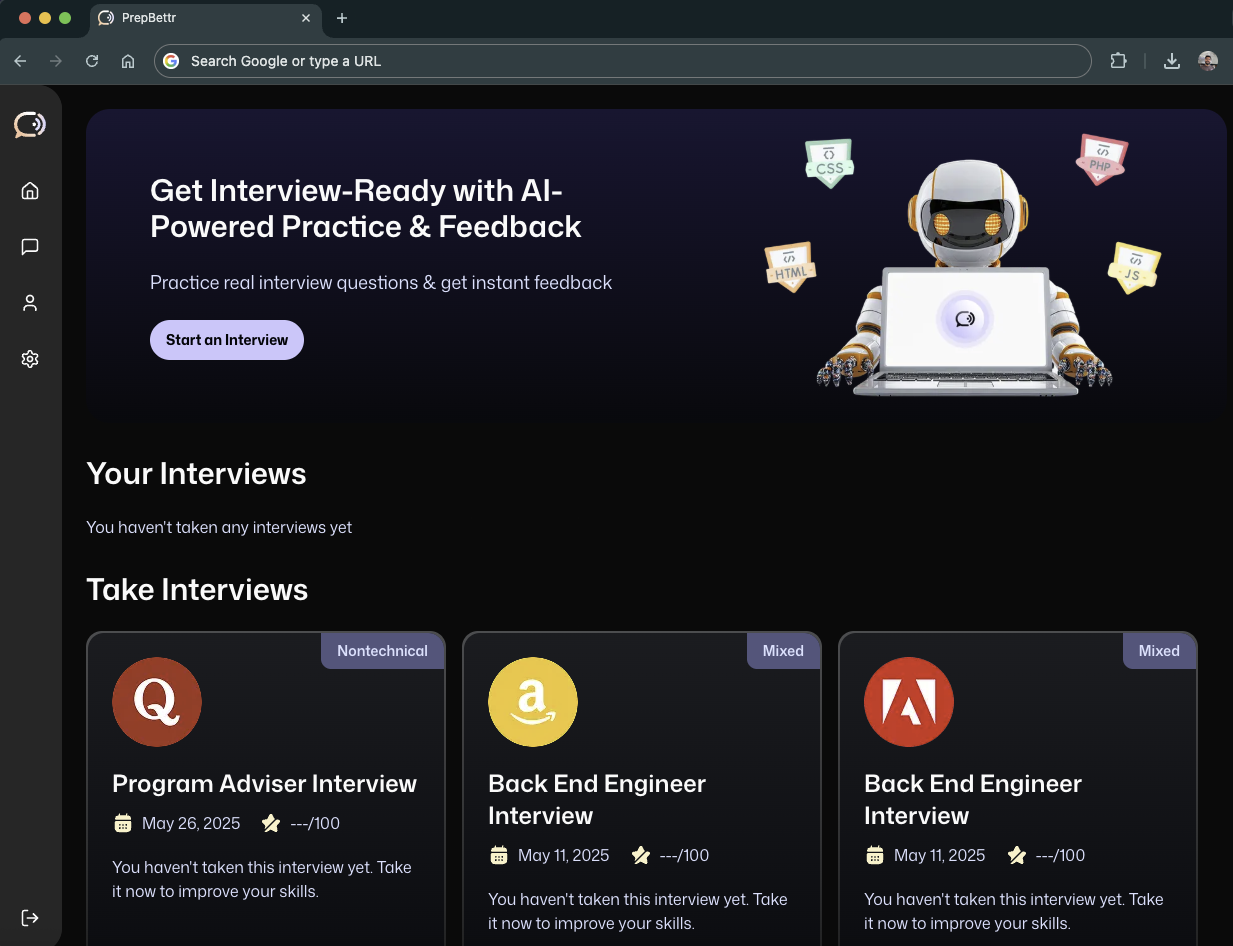 PrepBettr
Search Google or type a URL
Get Interview-Ready with AI-
Powered Practice & Feedback
Practice real interview questions & get instant feedback
Start an Interview
CSS
PHP
HTML
JS
Your Interviews
You haven't taken any interviews yet
Take Interviews
Nontechnical
Q
Program Adviser Interview
May 26, 2025
---/100
You haven't taken this interview yet. Take
it now to improve your skills.
Mixed
a
Back End Engineer
Interview
May 11, 2025
---/100
You haven't taken this interview yet. Take
it now to improve your skills.
Mixed
Back End Engineer
Interview
May 11, 2025
---/100
You haven't taken this interview yet. Take
it now to improve your skills.